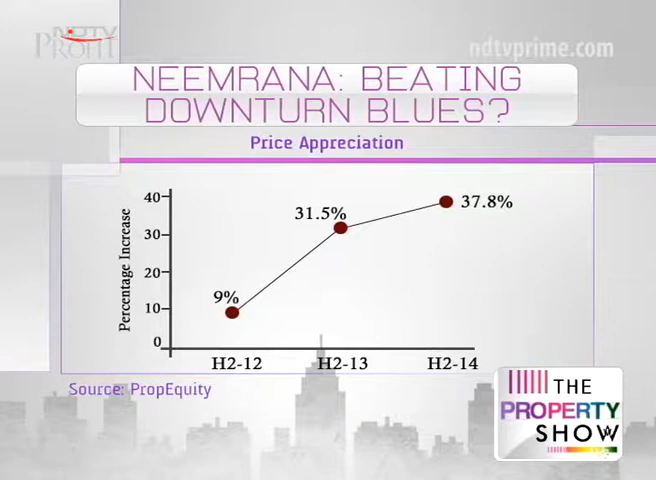 NDTV
PROFIT
ndtvprime.com
NEEMRANA: BEATING
DOWNTURN BLUES?
Price Appreciation
Percentage Increase
40
30
20
10
0
9%
31.5%
37.8%
H2-12 H2-13 H2-14
Source: PropEquity
THE
PROPERTY
SHOW